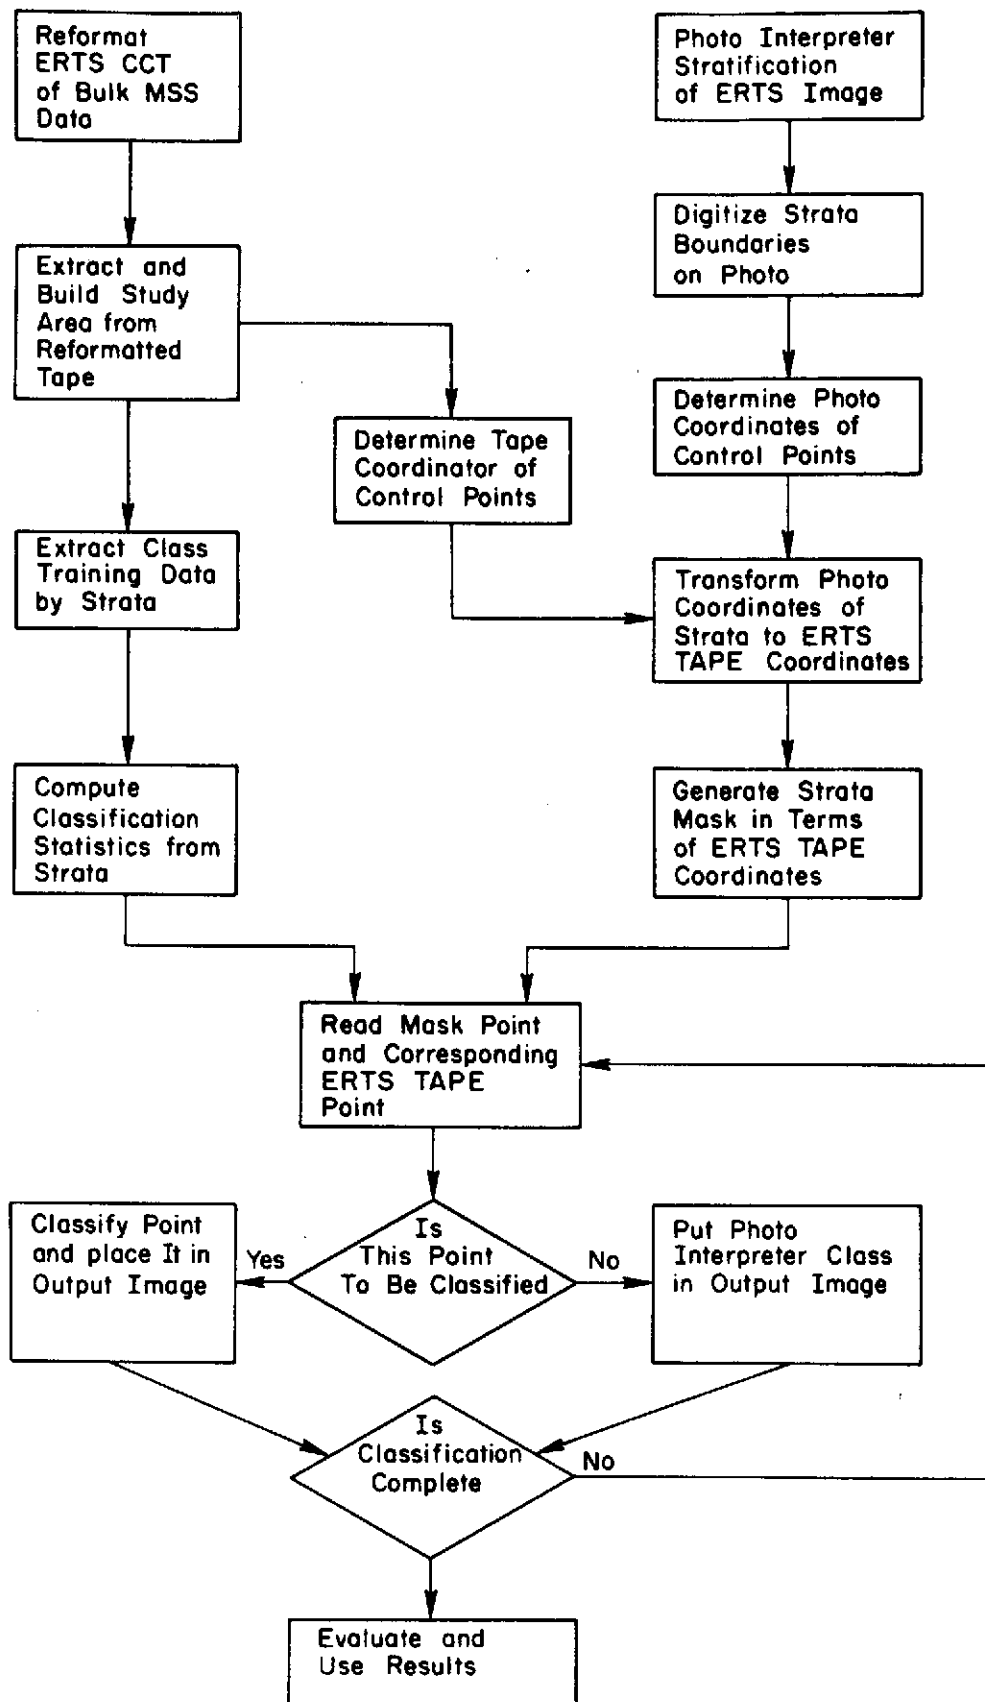 Reformat
ERTS CCT
of Bulk MSS
Data
Photo Interpreter
Stratification
of ERTS Image
Digitize Strata
Boundaries
on Photo
Extract and
Build Study
Area from
Reformatted
Tape
Determine Photo
Coordinates of
Control Points
Determine Tape
Coordinator of
Control Points
Extract Class
Training Data
by Strata
Transform Photo
Coordinates of
Strata to ERTS
TAPE Coordinates
Compute
Classification
Statistics from
Strata
Generate Strata
Mask in Terms
of ERTS TAPE
Coordinates
Read Mask Point
and Corresponding
ERTS TAPE
Point
Is
This Point
To Be Classified
Yes
No
Classify Point
and place It in
Output Image
Put Photo
Interpreter Class
in Output Image
Is
Classification
Complete
No
Evaluate and
Use Results